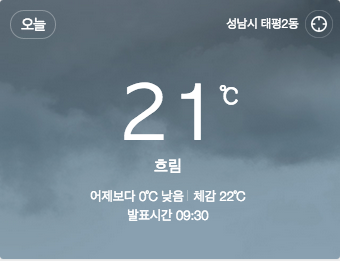 오늘 성남시 태평2동
21℃
흐림
어제보다 0℃ 낮음 | 체감 22℃
발표시간 09:30